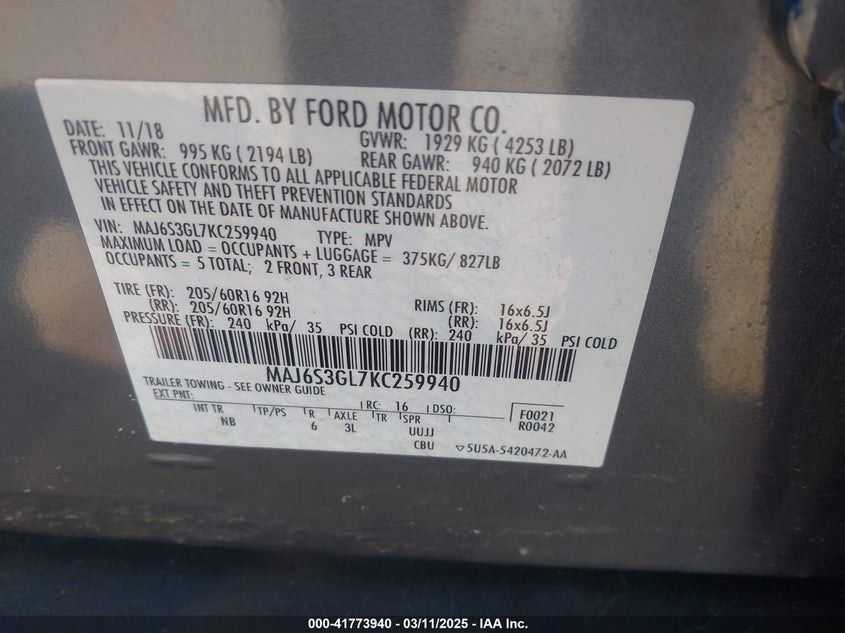 MFD. BY FORD MOTOR CO.
DATE: 11/18 GVWR: 1929 KG ( 4253 LB)
FRONT GAWR: 995 KG ( 2194 LB) REAR GAWR: 940 KG ( 2072 LB)
THIS VEHICLE CONFORMS TO ALL APPLICABLE FEDERAL MOTOR
VEHICLE SAFETY AND THEFT PREVENTION STANDARDS
IN EFFECT ON THE DATE OF MANUFACTURE SHOWN ABOVE.
VIN: MAJ6S3GL7KC259940 TYPE: MPV
MAXIMUM LOAD = OCCUPANTS + LUGGAGE = 375KG/ 827LB
OCCUPANTS = 5 TOTAL; 2 FRONT, 3 REAR
TIRE (FR): 205/60R16 92H RIMS (FR): 16x6.5J
(RR): 205/60R16 92H (RR): 16x6.5J
PRESSURE (FR): 240 kPa/ 35 PSI COLD (RR): 240 kPa/ 35 PSI COLD
MAJ6S3GL7KC259940
TRAILER TOWING - SEE OWNER GUIDE
EXT PNT: RC: 16 DSO: F0021
INT TR TP/PS R AXLE TR SPR R0042
NB 6 3L UUJJ
CBU 5U5A-5420472-AA
000-41773940 - 03/11/2025 - IAA Inc.